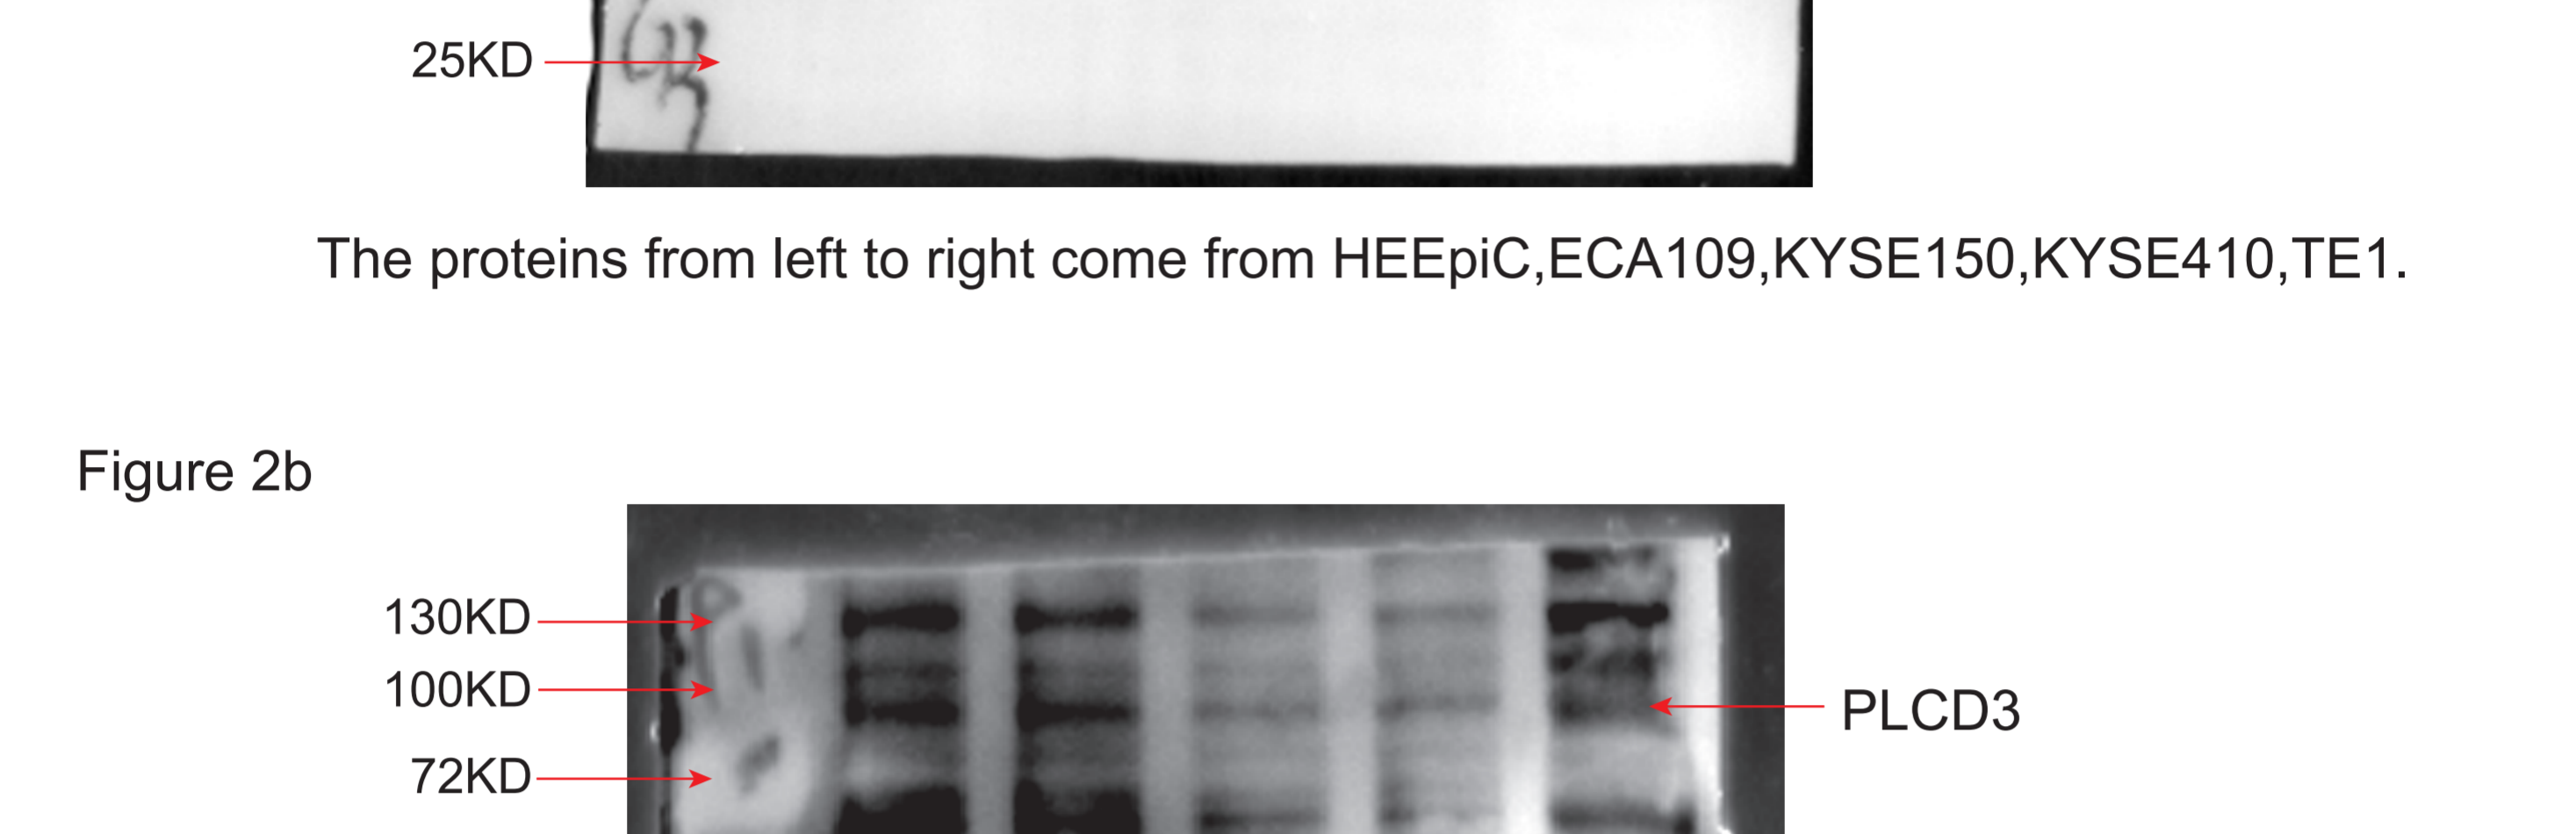 25KD
The proteins from left to right come from HEEpiC,ECA109,KYSE150,KYSE410,TE1.
Figure 2b
130KD
100KD
PLCD3
72KD